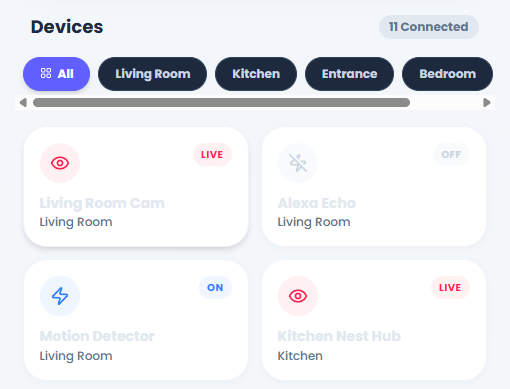 Devices
11 Connected
All Living Room Kitchen Entrance Bedroom
LIVE
Living Room Cam
Living Room
OFF
Alexa Echo
Living Room
ON
Motion Detector
Living Room
LIVE
Kitchen Nest Hub
Kitchen